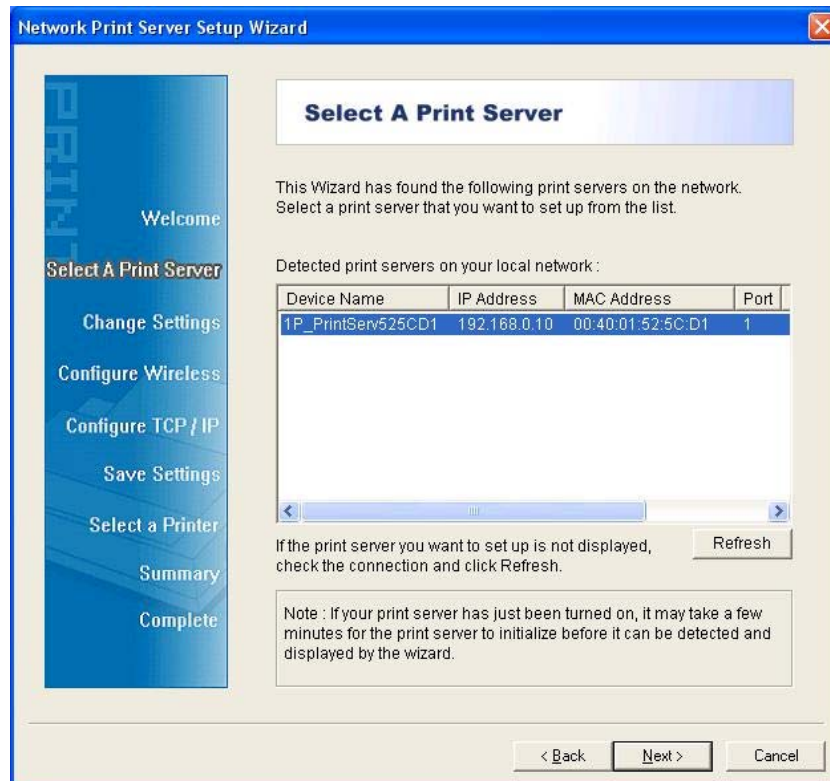 Network Print Server Setup Wizard
PRINT
Welcome
Select A Print Server
Change Settings
Configure Wireless
Configure TCP / IP
Save Settings
Select a Printer
Summary
Complete
Select A Print Server
This Wizard has found the following print servers on the network.
Select a print server that you want to set up from the list.
Detected print servers on your local network :
Device Name IP Address MAC Address Port
1P_PrintServ525CD1 192.168.0.10 00:40:01:52:5C:D1 1
If the print server you want to set up is not displayed,
check the connection and click Refresh.
Refresh
Note : If your print server has just been turned on, it may take a few
minutes for the print server to initialize before it can be detected and
displayed by the wizard.
< Back Next > Cancel